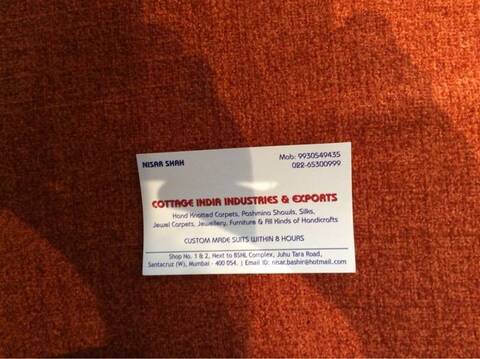 NISAR SHAH
Mob: 9930549435
022-65300999
COTTAGE INDIA INDUSTRIES & EXPORTS
Hand Knotted Carpets, Pashmina Shawls, Silks,
Jewel Carpets, Jewellery, Furniture & All Kinds of Handicrafts
CUSTOM MADE SUITS WITHIN 8 HOURS
Shop No. 1 & 2, Next to BSNL Complex, Juhu Tara Road,
Santacruz (W), Mumbai - 400 054. | Email ID: nisar.bashir@hotmail.com